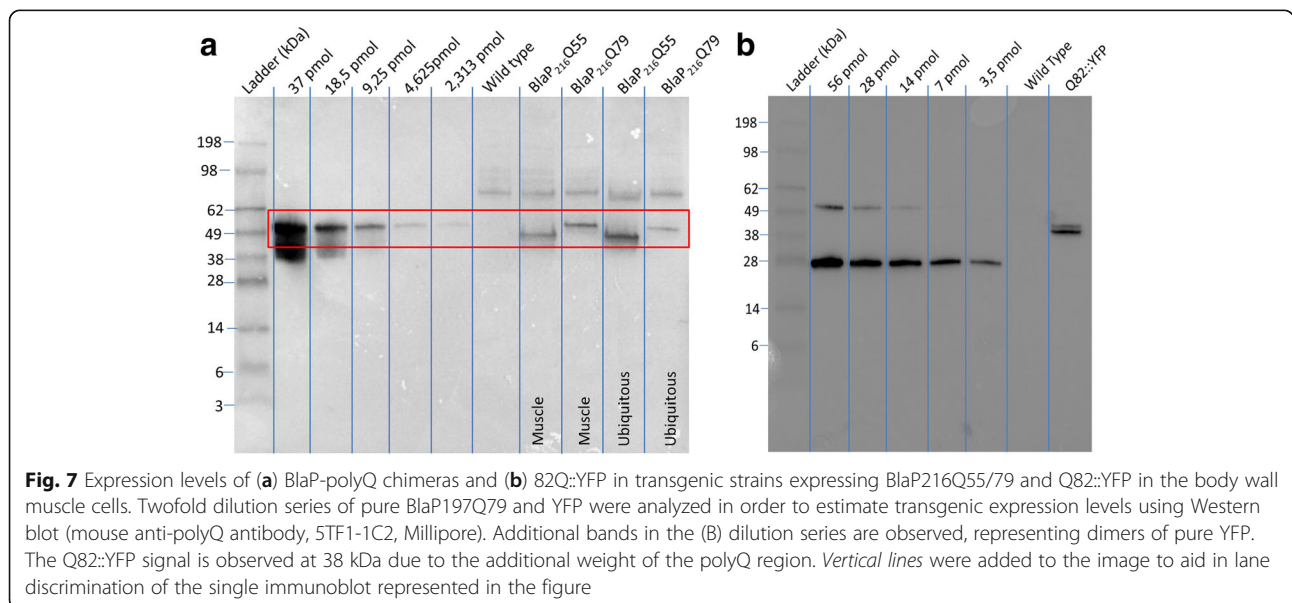 a
Ladder (kDa)
37 pmol
18,5 pmol
9,25 pmol
4,625pmol
2,313 pmol
Wild type
BlaP216Q55
BlaP216Q79
BlaP216Q55
BlaP216Q79
198
98
62
49
38
28
14
6
3
Muscle
Muscle
Ubiquitous
Ubiquitous
b
Ladder (kDa)
56 pmol
28 pmol
14 pmol
7 pmol
3,5 pmol
Wild Type
Q82::YFP
198
98
62
49
38
28
14
6
Fig. 7 Expression levels of (a) BlaP-polyQ chimeras and (b) 82Q::YFP in transgenic strains expressing BlaP216Q55/79 and Q82::YFP in the body wall
muscle cells. Twofold dilution series of pure BlaP197Q79 and YFP were analyzed in order to estimate transgenic expression levels using Western
blot (mouse anti-polyQ antibody, 5TF1-1C2, Millipore). Additional bands in the (B) dilution series are observed, representing dimers of pure YFP.
The Q82::YFP signal is observed at 38 kDa due to the additional weight of the polyQ region. Vertical lines were added to the image to aid in lane
discrimination of the single immunoblot represented in the figure